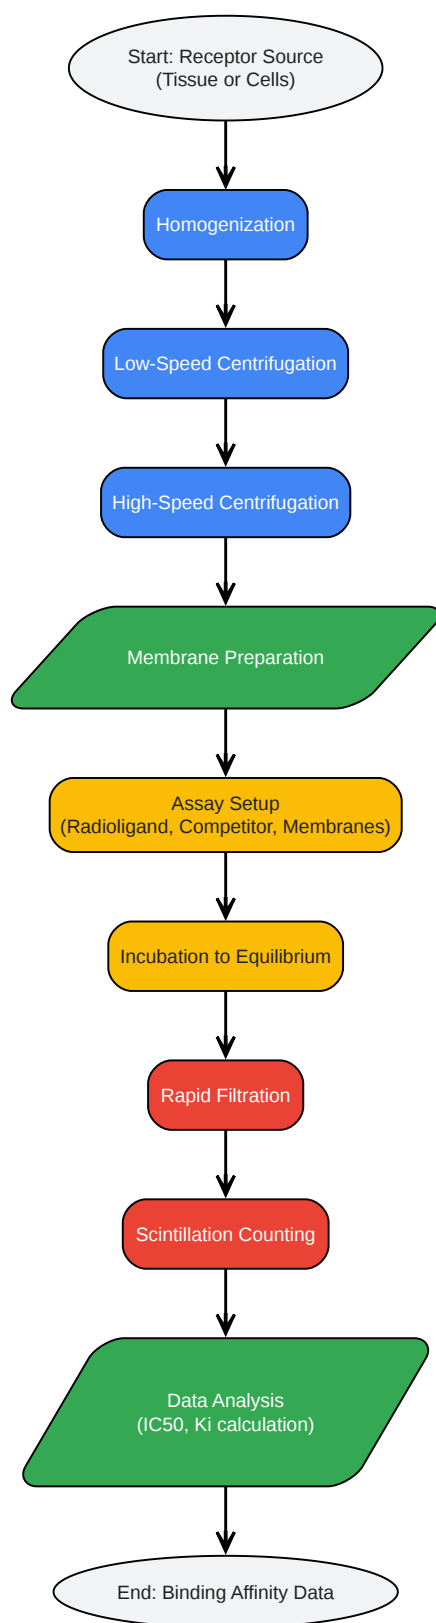 Start: Receptor Source
(Tissue or Cells)
Homogenization
Low-Speed Centrifugation
High-Speed Centrifugation
Membrane Preparation
Assay Setup
(Radioligand, Competitor, Membranes)
Incubation to Equilibrium
Rapid Filtration
Scintillation Counting
Data Analysis
(IC50, Ki calculation)
End: Binding Affinity Data